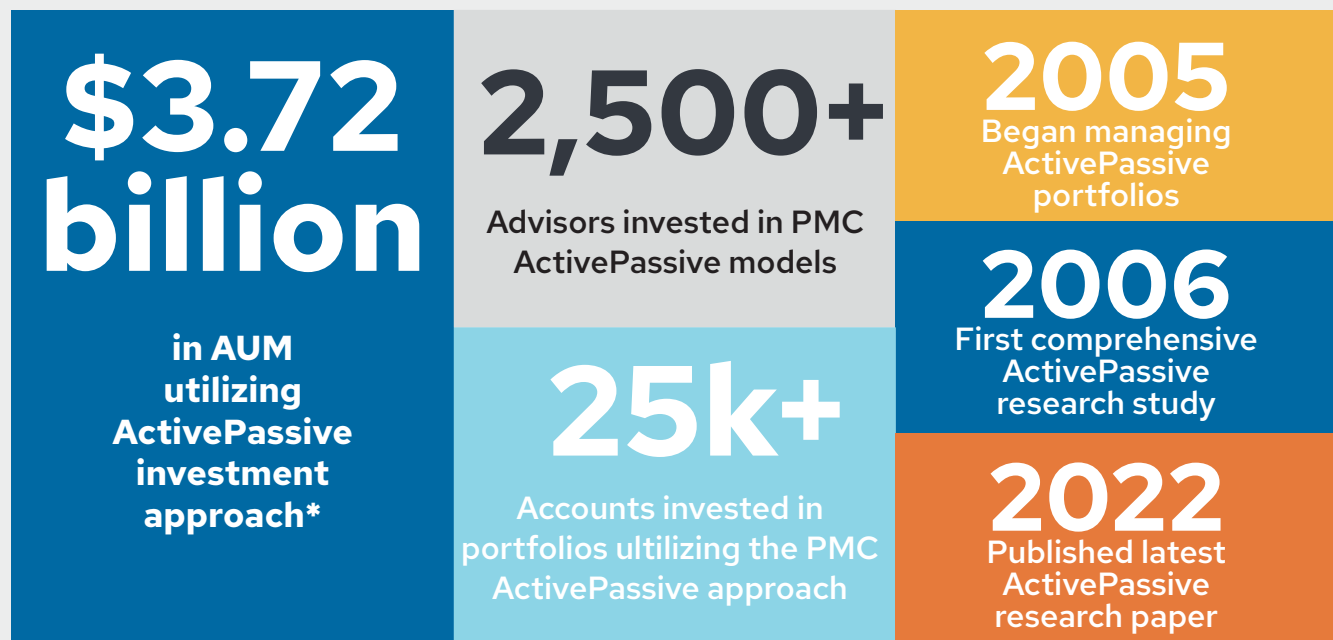 $3.72
billion
in AUM
utilizing
ActivePassive
investment
approach*
2,500+
Advisors invested in PMC
ActivePassive models
25k+
Accounts invested in
portfolios ultilizing the PMC
ActivePassive approach
2005
Began managing
ActivePassive
portfolios
2006
First comprehensive
ActivePassive
research study
2022
Published latest
ActivePassive
research paper